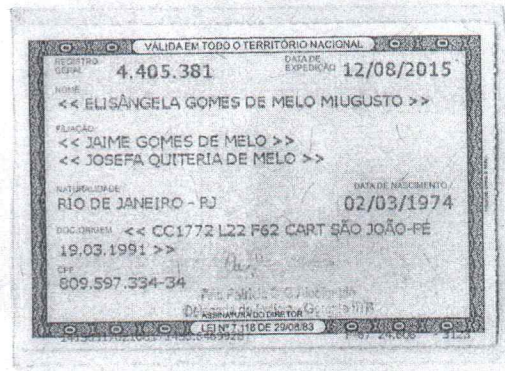 VÁLIDA EM TODO O TERRITÓRIO NACIONAL
REGISTRO GERAL 4.405.381 DATA DE EXPEDIÇÃO 12/08/2015
NOME
<< ELISÂNGELA GOMES DE MELO MIUGUSTO >>
FILIAÇÃO
<< JAIME GOMES DE MELO >>
<< JOSEFA QUITERIA DE MELO >>
NATURALIDADE DATA DE NASCIMENTO
RIO DE JANEIRO - RJ 02/03/1974
DOC.ORIGEM << CC1772 L22 F62 CART SÃO JOÃO-PE
19.03.1991 >>
CPF
809.597.334-34
ASSINATURA DO DIRETOR
LEI Nº 7.116 DE 29/08/83